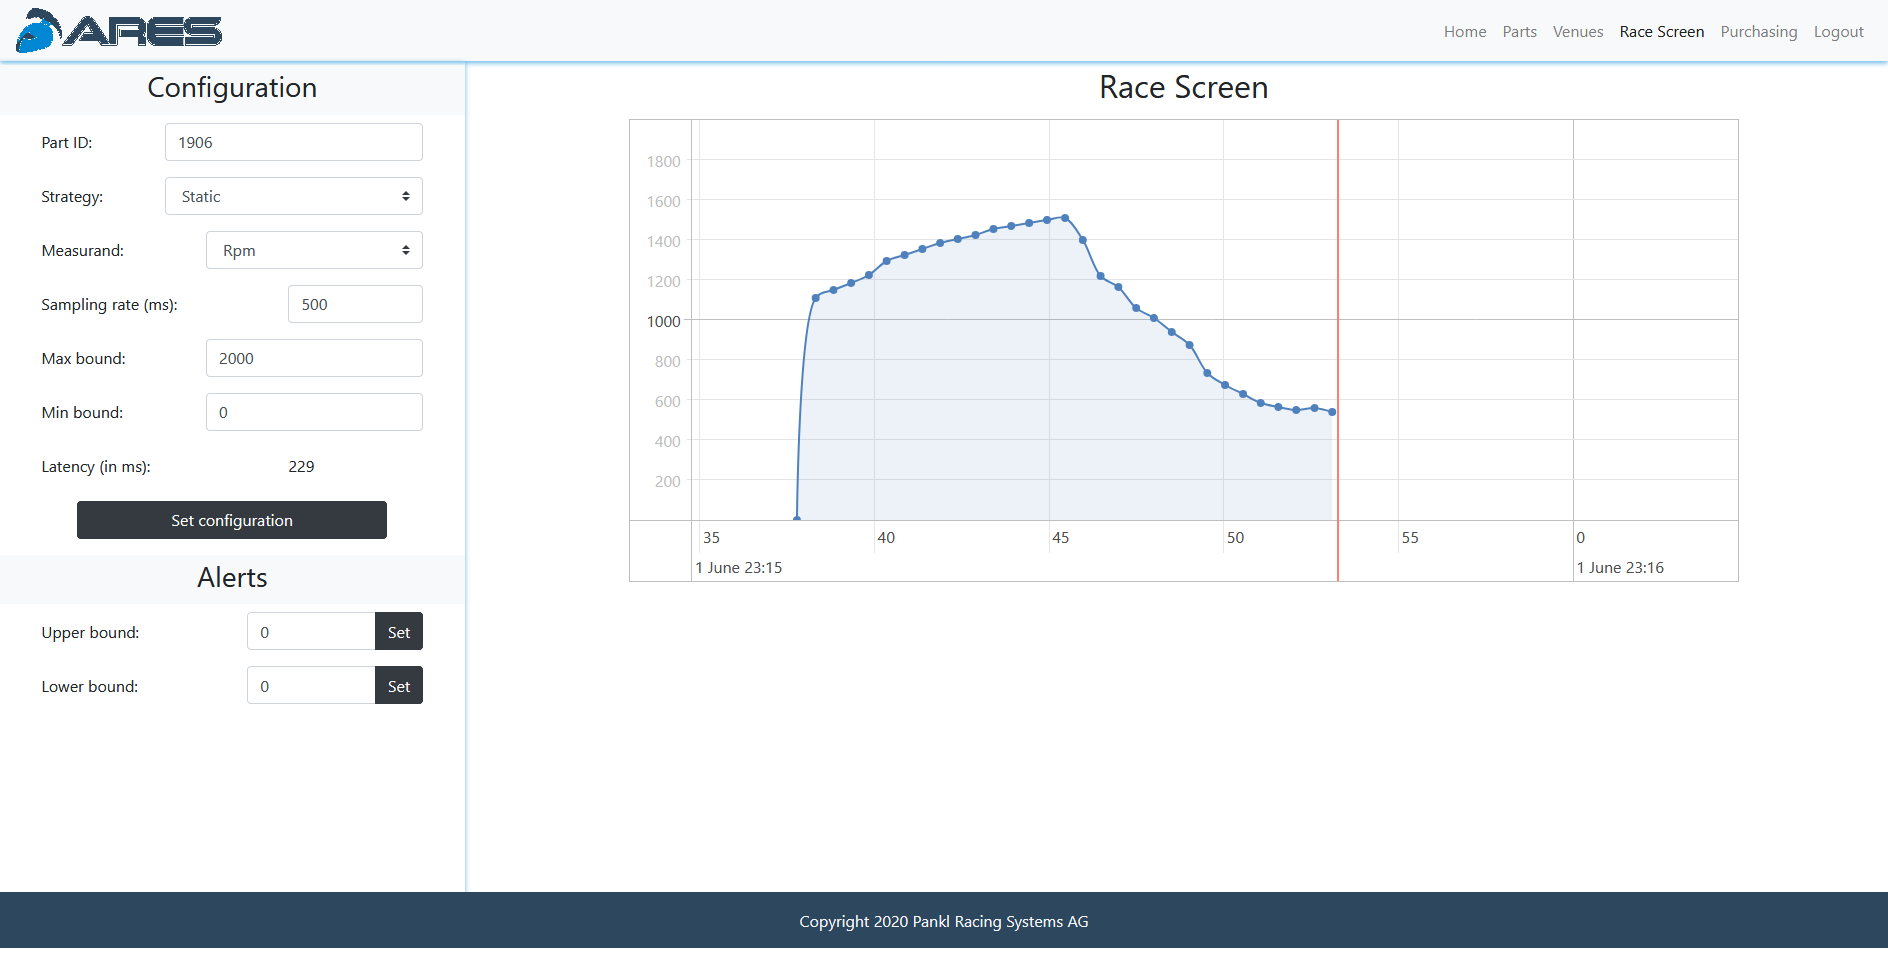 ARES
Home Parts Venues Race Screen Purchasing Logout
Configuration
Part ID: 1906
Strategy: Static
Measurand: Rpm
Sampling rate (ms): 500
Max bound: 2000
Min bound: 0
Latency (in ms): 229
Set configuration
Alerts
Upper bound: 0 Set
Lower bound: 0 Set
Race Screen
1800
1600
1400
1200
1000
800
600
400
200
35 40 45 50 55 0
1 June 23:15 1 June 23:16
Copyright 2020 Pankl Racing Systems AG